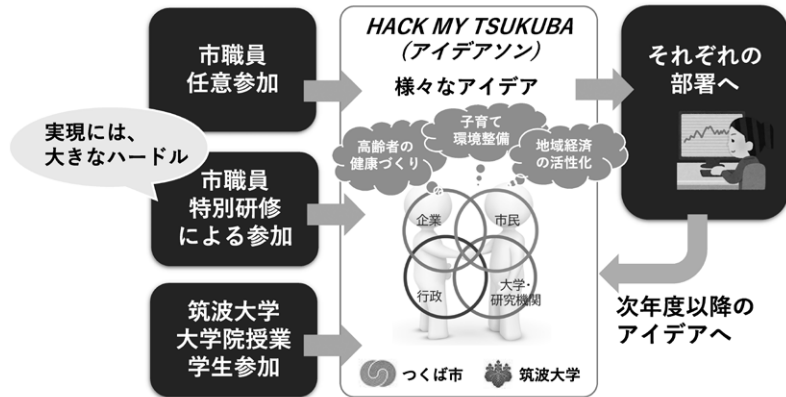 市職員
任意参加
実現には、
大きなハードル
市職員
特別研修
による参加
筑波大学
大学院授業
学生参加
HACK MY TSUKUBA
(アイデアソン)
様々なアイデア
高齢者の
健康づくり
子育て
環境整備
地域経済
の活性化
企業
市民
行政
大学・
研究機関
つくば市
筑波大学
それぞれの
部署へ
次年度以降の
アイデアへ